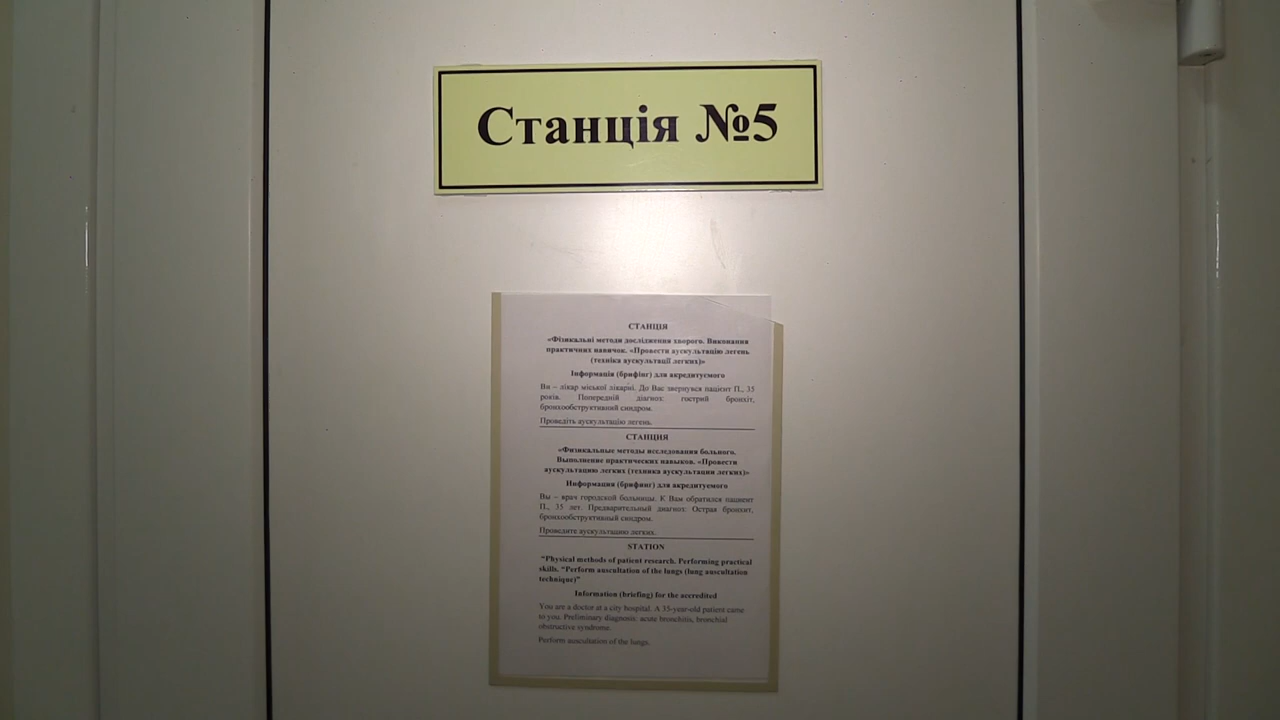 Станція №5
СТАНЦІЯ
«Фізикальні методи дослідження хворого. Виконання
практичних навичок. «Провести аускультацію легень
(техніка аускультації легких)»
Інформація (брифінг) для акредитуемого
Ви – лікар міської лікарні. До Вас звернувся пацієнт П., 35
років. Попередній діагноз: гострий бронхіт,
бронхообструктивний синдром.
Проведіть аускультацію легень.
СТАНЦИЯ
«Физикальные методы исследования больного.
Выполнение практических навыков. «Провести
аускультацию легких (техника аускультации легких)»
Информация (брифинг) для акредитуемого
Вы – врач городской больницы. К Вам обратился пациент
П., 35 лет. Предварительный диагноз: Острая бронхит,
бронхообструктивный синдром.
Проведите аускультацию легких.
STATION
“Physical methods of patient research. Performing practical
skills. “Perform auscultation of the lungs (lung auscultation
technique)”
Information (briefing) for the accredited
You are a doctor at a city hospital. A 35-year-old patient came
to you. Preliminary diagnosis: acute bronchitis, bronchial
obstructive syndrome.
Perform auscultation of the lungs.